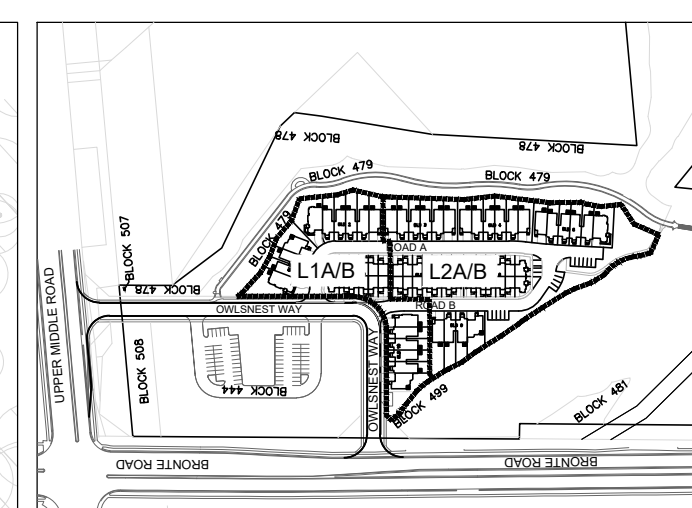 BLOCK 478
BLOCK 478
BLOCK 479
BLOCK 479
BLOCK 507
BLOCK 479
ROAD A
L1A/B
L2A/B
BLOCK 478
OWLSNEST WAY
ROAD B
UPPER MIDDLE ROAD
BLOCK 508
BLOCK 444
OWLSNEST WAY
BLOCK 499
BLOCK 481
BRONTE ROAD
BRONTE ROAD